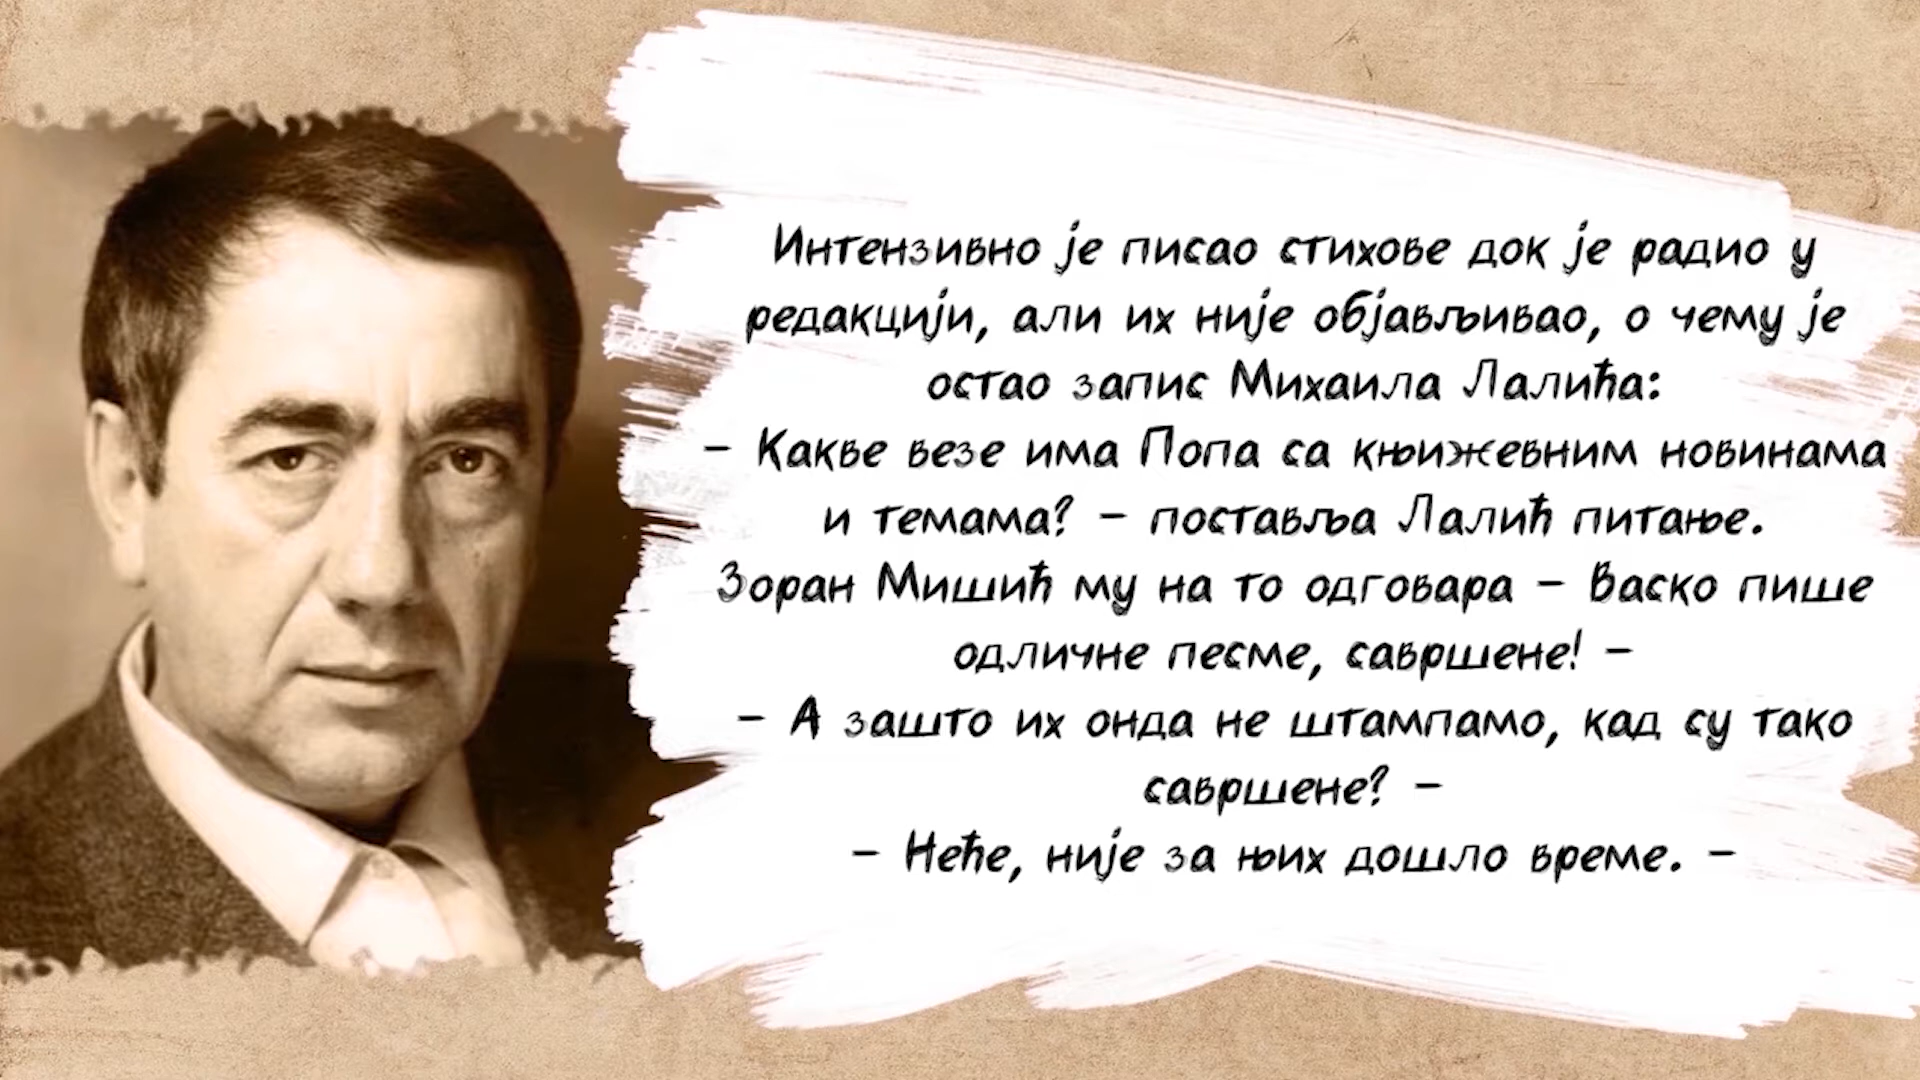 Интензивно је писао стихове док је радио у
редакцији, али их није објављивао, о чему је
остао запис Михаила Лалића:
– Какве везе има Попа са књижевним новинама
и темама? – поставља Лалић питање.
Зоран Мишић му на то одговара – Васко пише
одличне песме, савршене! –
– А зашто их онда не штампамо, кад су тако
савршене? –
– Неће, није за њих дошло време. –